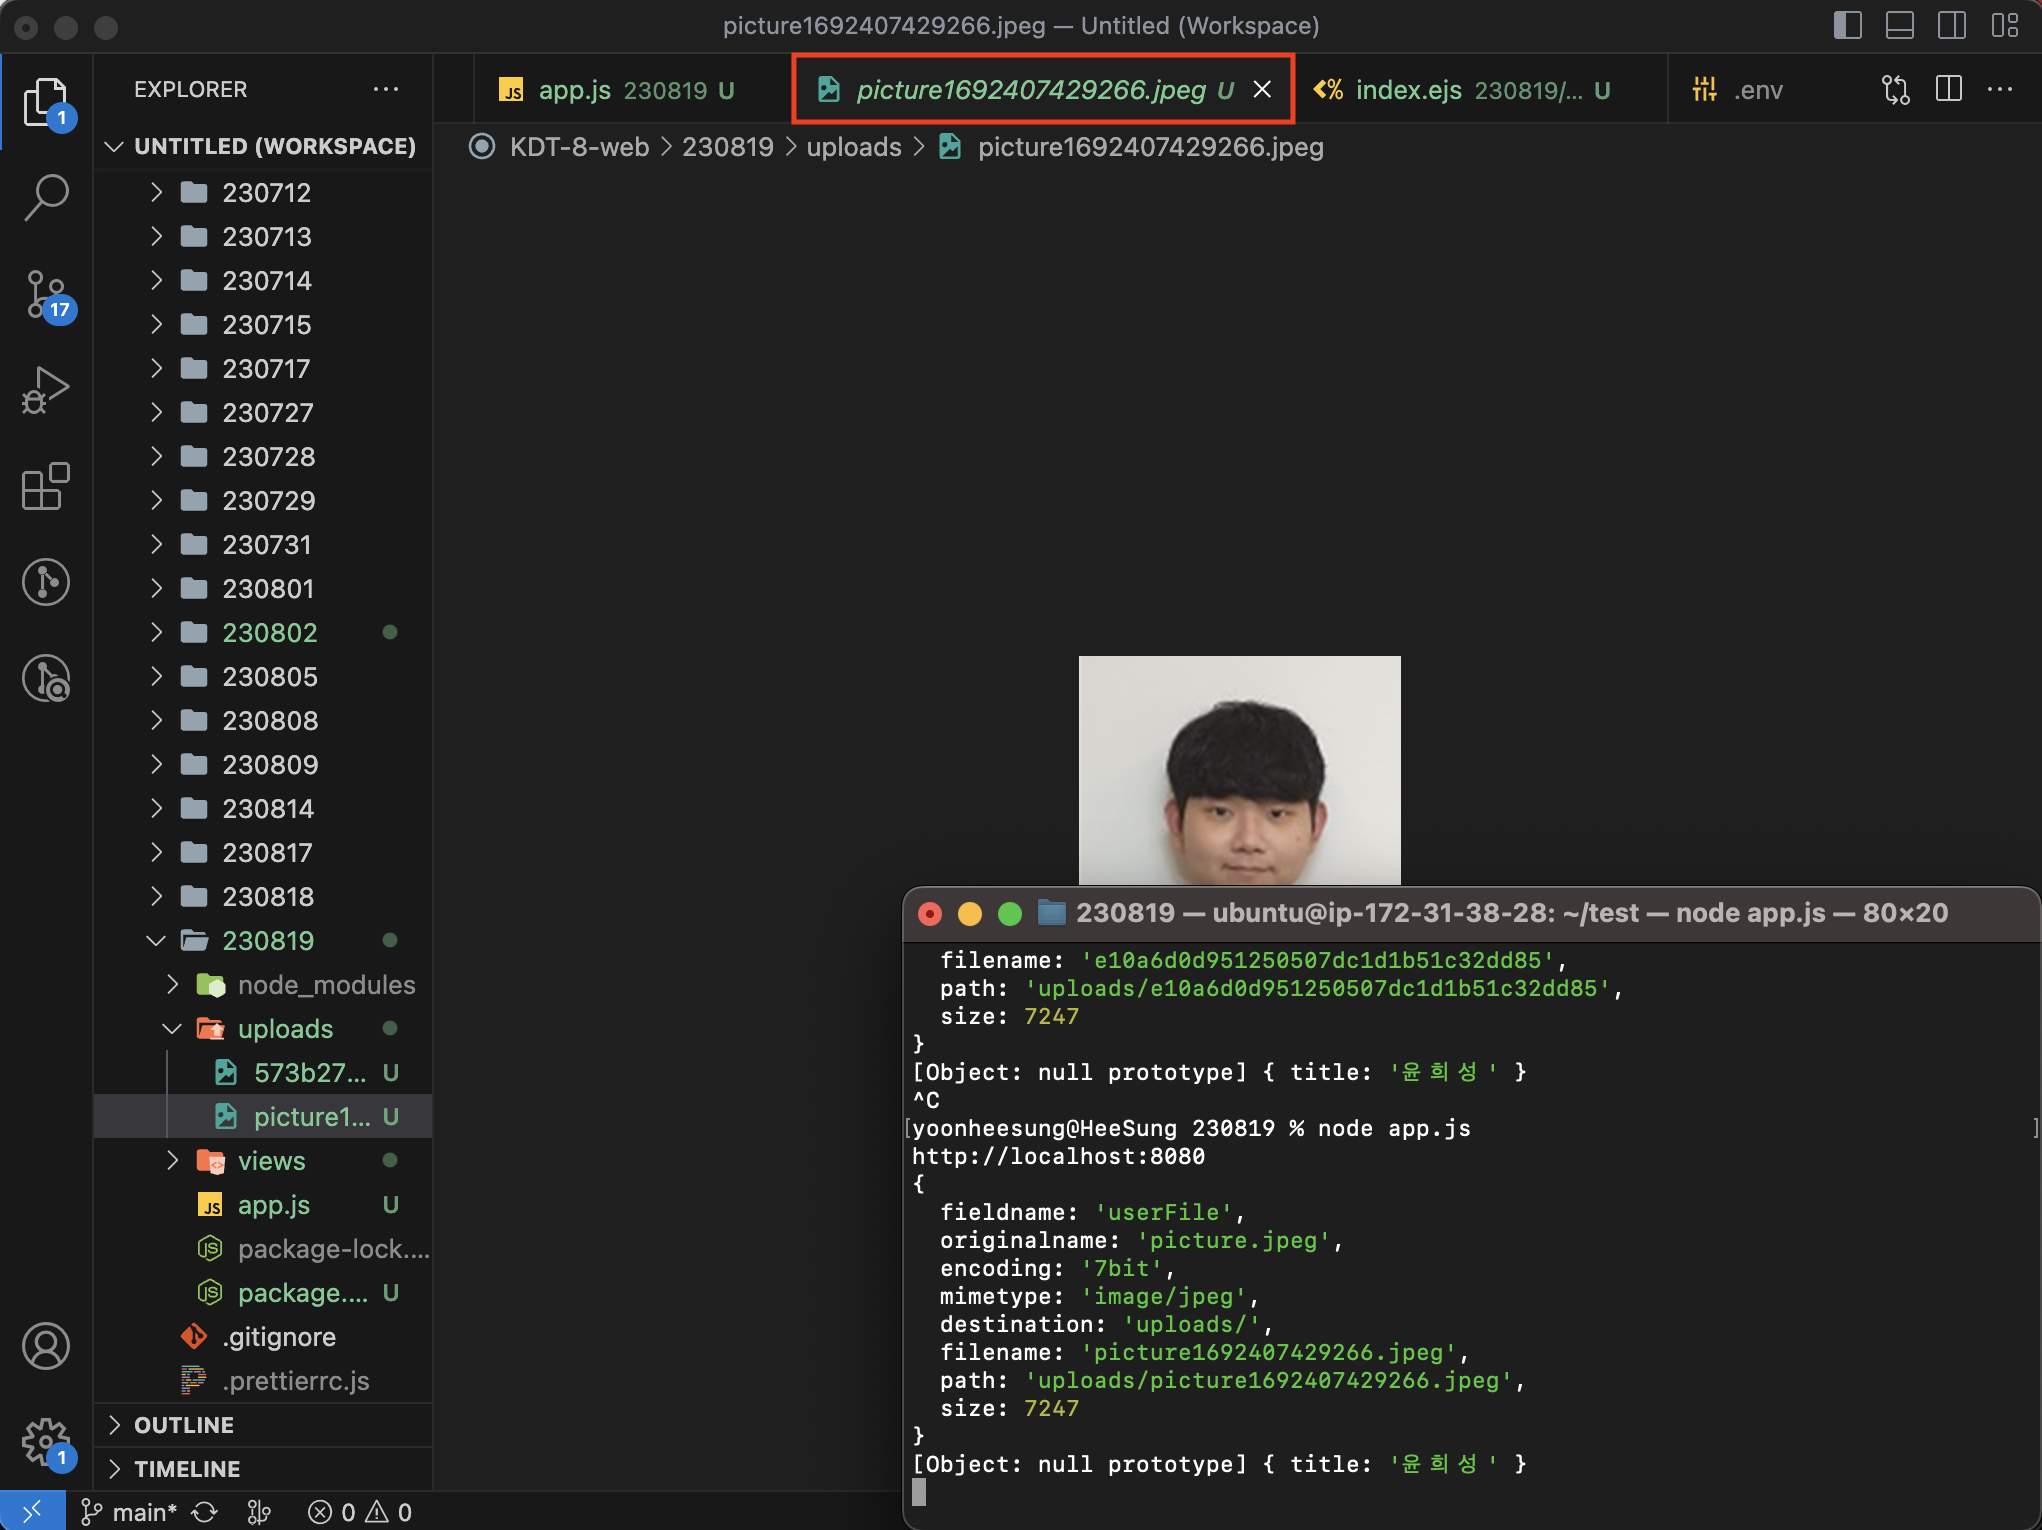 picture1692407429266.jpeg — Untitled (Workspace)
EXPLORER
app.js 230819 U
picture1692407429266.jpeg U
index.ejs 230819/... U
.env
KDT-8-web > 230819 > uploads > picture1692407429266.jpeg
1
UNTITLED (WORKSPACE)
230712
230713
230714
17
230715
230717
230727
230728
230729
230731
230801
230802
230805
230808
230809
230814
230817
230818
230819
node_modules
uploads
573b27... U
picture1... U
views
app.js U
package-lock....
package.... U
.gitignore
.prettierrc.js
OUTLINE
1
TIMELINE
main* 0 0
230819 — ubuntu@ip-172-31-38-28: ~/test — node app.js — 80×20
filename: 'e10a6d0d951250507dc1d1b51c32dd85',
path: 'uploads/e10a6d0d951250507dc1d1b51c32dd85',
size: 7247
}
[Object: null prototype] { title: '윤희성' }
^C
[yoonheesung@HeeSung 230819 % node app.js ]
http://localhost:8080
{
fieldname: 'userFile',
originalname: 'picture.jpeg',
encoding: '7bit',
mimetype: 'image/jpeg',
destination: 'uploads/',
filename: 'picture1692407429266.jpeg',
path: 'uploads/picture1692407429266.jpeg',
size: 7247
}
[Object: null prototype] { title: '윤희성' }